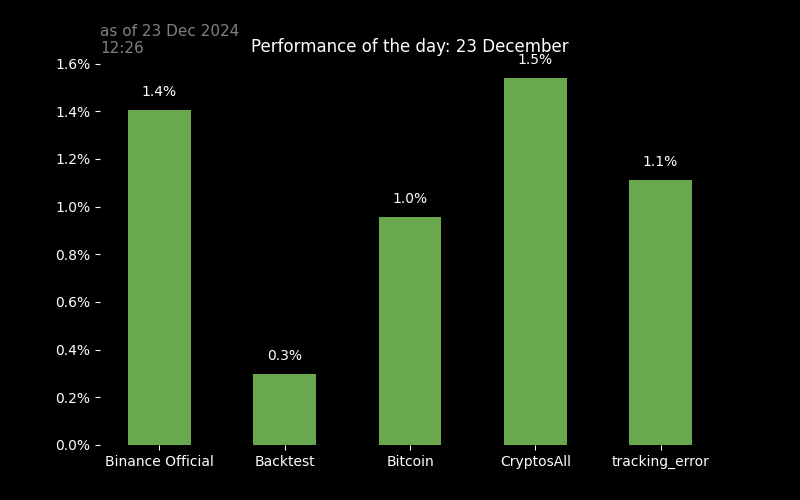 as of 23 Dec 2024
12:26
Performance of the day: 23 December
1.6%
1.4%
1.2%
1.0%
0.8%
0.6%
0.4%
0.2%
0.0%
1.4%
0.3%
1.0%
1.5%
1.1%
Binance Official
Backtest
Bitcoin
CryptosAll
tracking_error